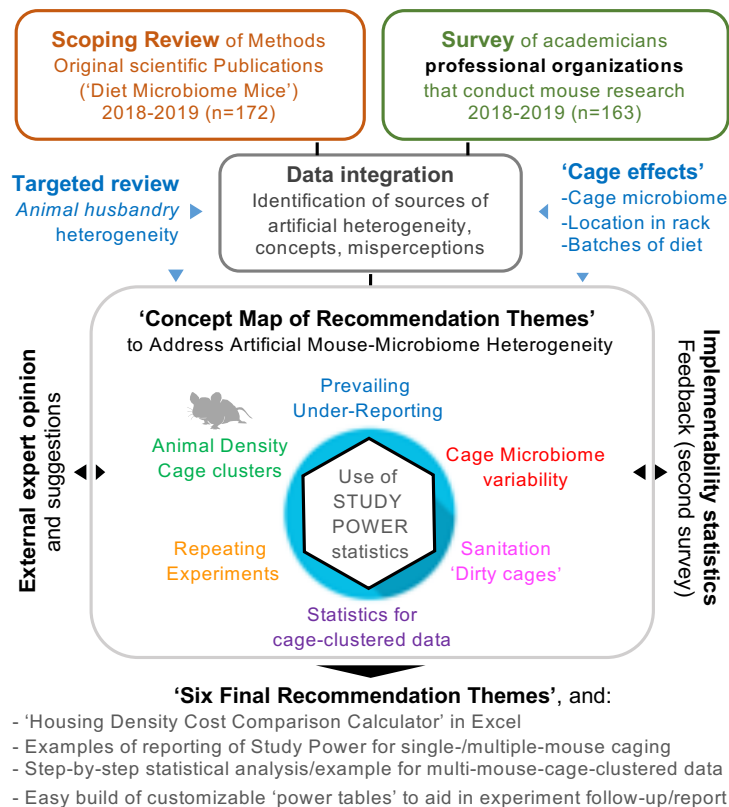 Scoping Review of Methods
Original scientific Publications
(‘Diet Microbiome Mice’)
2018-2019 (n=172)
Survey of academicians
professional organizations
that conduct mouse research
2018-2019 (n=163)
Targeted review
Animal husbandry
heterogeneity
Data integration
Identification of sources of
artificial heterogeneity,
concepts, misperceptions
‘Cage effects’
-Cage microbiome
-Location in rack
-Batches of diet
‘Concept Map of Recommendation Themes’
to Address Artificial Mouse-Microbiome Heterogeneity
External expert opinion
and suggestions
Prevailing
Under-Reporting
Animal Density
Cage clusters
Cage Microbiome
variability
Use of
STUDY
POWER
statistics
Repeating
Experiments
Sanitation
‘Dirty cages’
Statistics for
cage-clustered data
Implementability statistics
Feedback (second survey)
‘Six Final Recommendation Themes’, and:
- ‘Housing Density Cost Comparison Calculator’ in Excel
- Examples of reporting of Study Power for single-/multiple-mouse caging
- Step-by-step statistical analysis/example for multi-mouse-cage-clustered data
- Easy build of customizable ‘power tables’ to aid in experiment follow-up/report